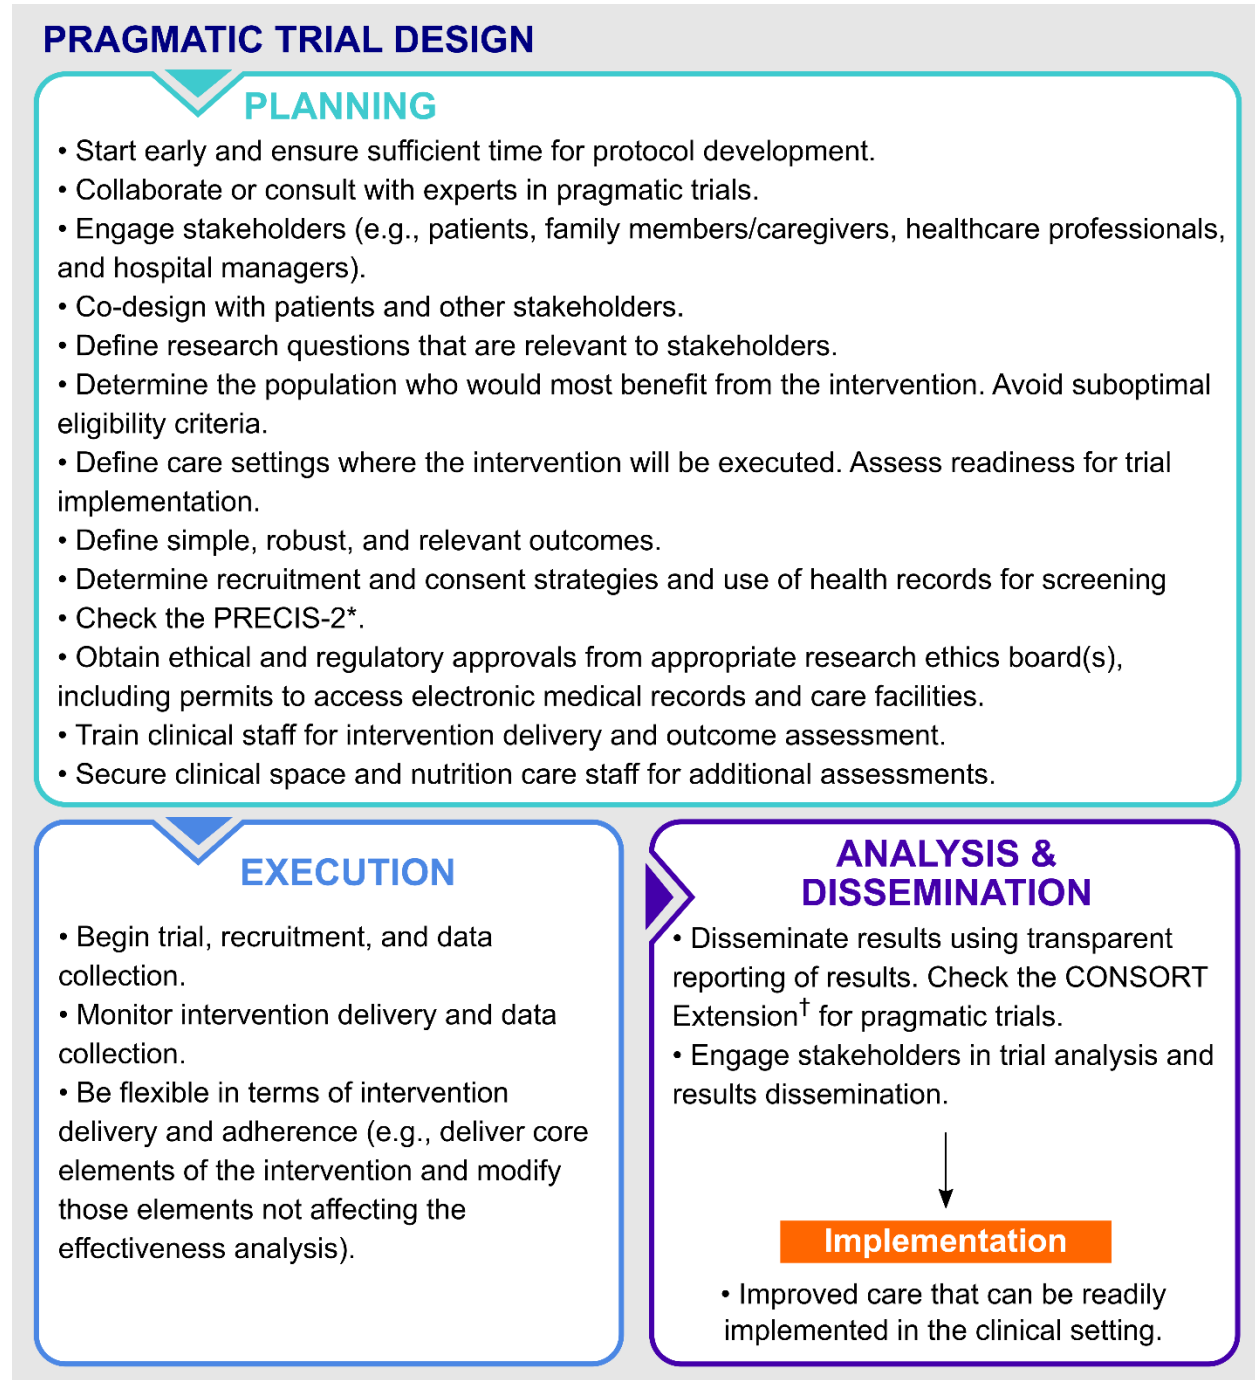 PRAGMATIC TRIAL DESIGN
PLANNING
• Start early and ensure sufficient time for protocol development.
• Collaborate or consult with experts in pragmatic trials.
• Engage stakeholders (e.g., patients, family members/caregivers, healthcare professionals,
and hospital managers).
• Co-design with patients and other stakeholders.
• Define research questions that are relevant to stakeholders.
• Determine the population who would most benefit from the intervention. Avoid suboptimal
eligibility criteria.
• Define care settings where the intervention will be executed. Assess readiness for trial
implementation.
• Define simple, robust, and relevant outcomes.
• Determine recruitment and consent strategies and use of health records for screening
• Check the PRECIS-2*.
• Obtain ethical and regulatory approvals from appropriate research ethics board(s),
including permits to access electronic medical records and care facilities.
• Train clinical staff for intervention delivery and outcome assessment.
• Secure clinical space and nutrition care staff for additional assessments.
EXECUTION
• Begin trial, recruitment, and data
collection.
• Monitor intervention delivery and data
collection.
• Be flexible in terms of intervention
delivery and adherence (e.g., deliver core
elements of the intervention and modify
those elements not affecting the
effectiveness analysis).
ANALYSIS &
DISSEMINATION
• Disseminate results using transparent
reporting of results. Check the CONSORT
Extension† for pragmatic trials.
• Engage stakeholders in trial analysis and
results dissemination.
Implementation
• Improved care that can be readily
implemented in the clinical setting.